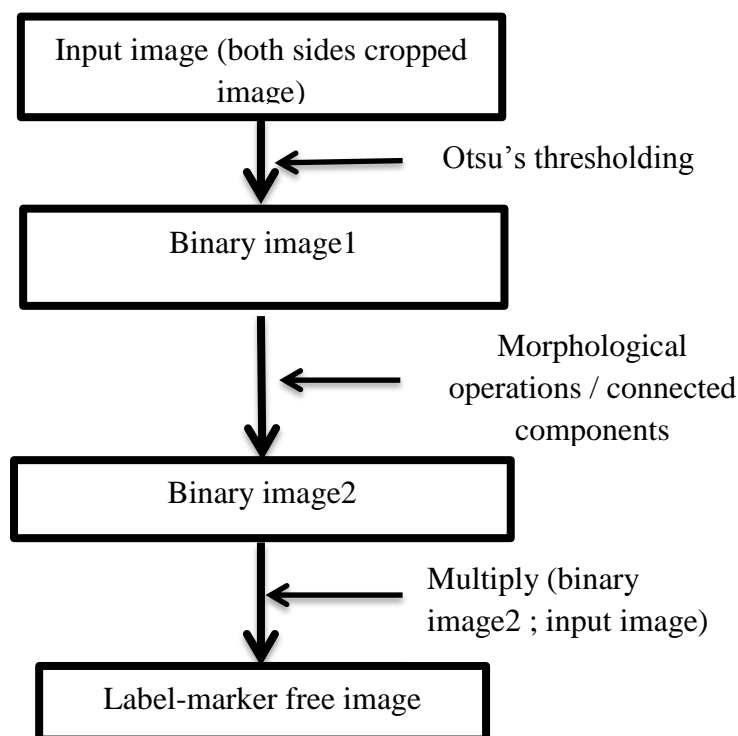 Input image (both sides cropped
image)
Otsu’s thresholding
Binary image1
Morphological
operations / connected
components
Binary image2
Multiply (binary
image2 ; input image)
Label-marker free image